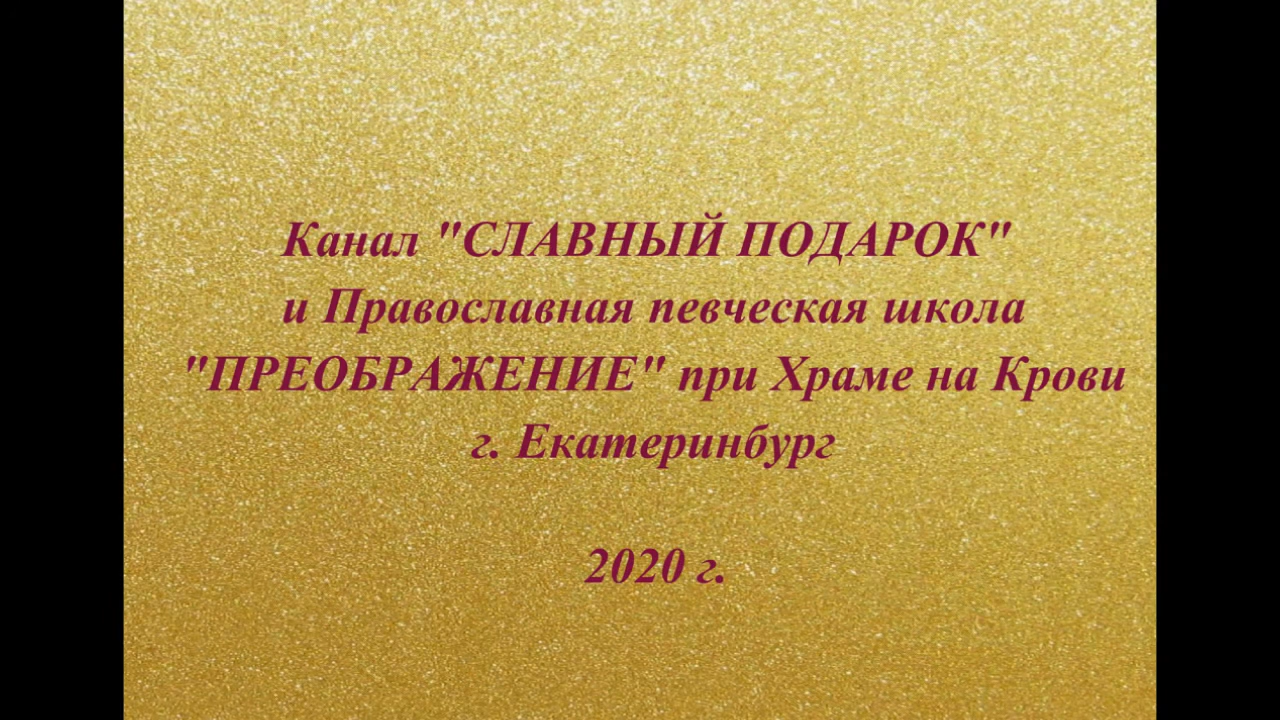 Канал "СЛАВНЫЙ ПОДАРОК"
и Православная певческая школа
"ПРЕОБРАЖЕНИЕ" при Храме на Крови
г. Екатеринбург
2020 г.